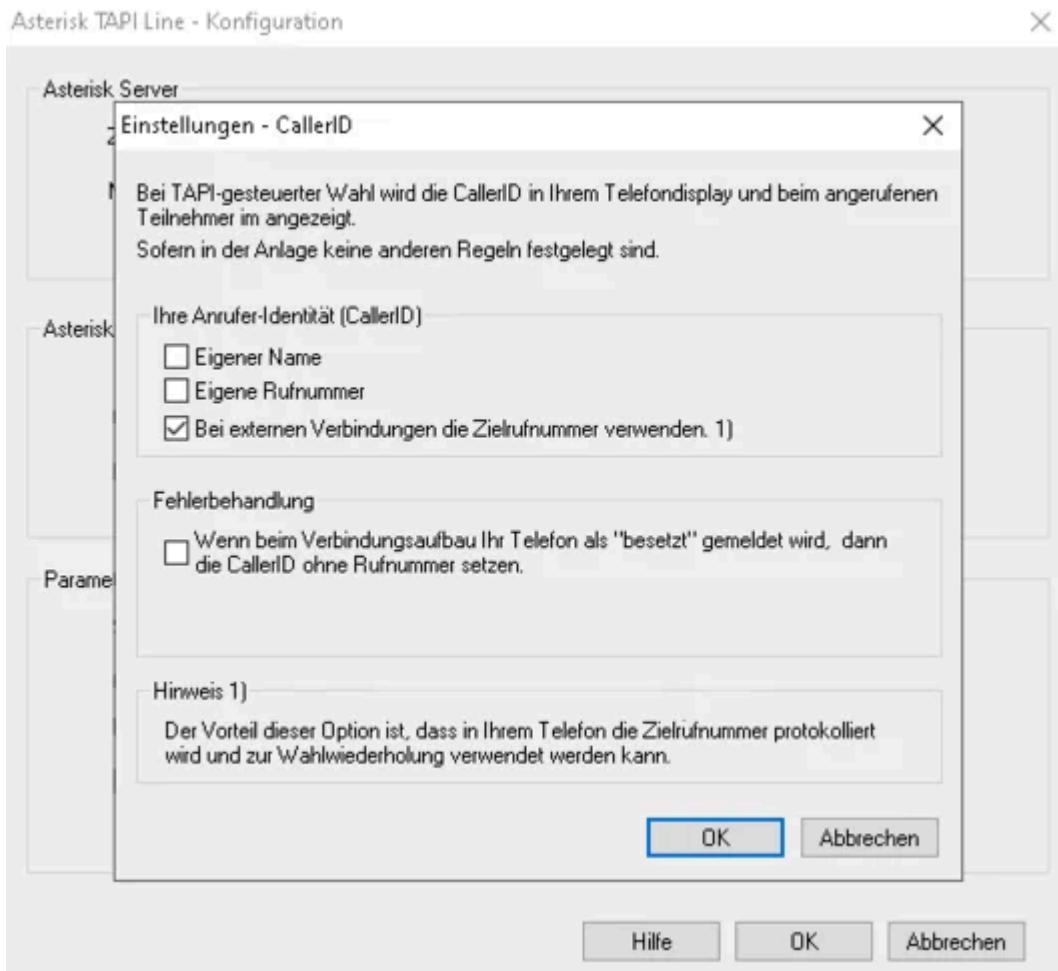 Asterisk TAPI Line - Konfiguration
Asterisk Server
Einstellungen - CallerID
Bei TAPI-gesteuerter Wahl wird die CallerID in Ihrem Telefondisplay und beim angerufenen
Teilnehmer im angezeigt.
Sofern in der Anlage keine anderen Regeln festgelegt sind.
Ihre Anrufer-Identität (CallerID)
Asterisk
Eigener Name
Eigene Rufnummer
Bei externen Verbindungen die Zielrufnummer verwenden. 1)
Fehlerbehandlung
Wenn beim Verbindungsaufbau Ihr Telefon als "besetzt" gemeldet wird, dann
die CallerID ohne Rufnummer setzen.
Parame
Hinweis 1)
Der Vorteil dieser Option ist, dass in Ihrem Telefon die Zielrufnummer protokolliert
wird und zur Wahlwiederholung verwendet werden kann.
OK Abbrechen
Hilfe OK Abbrechen